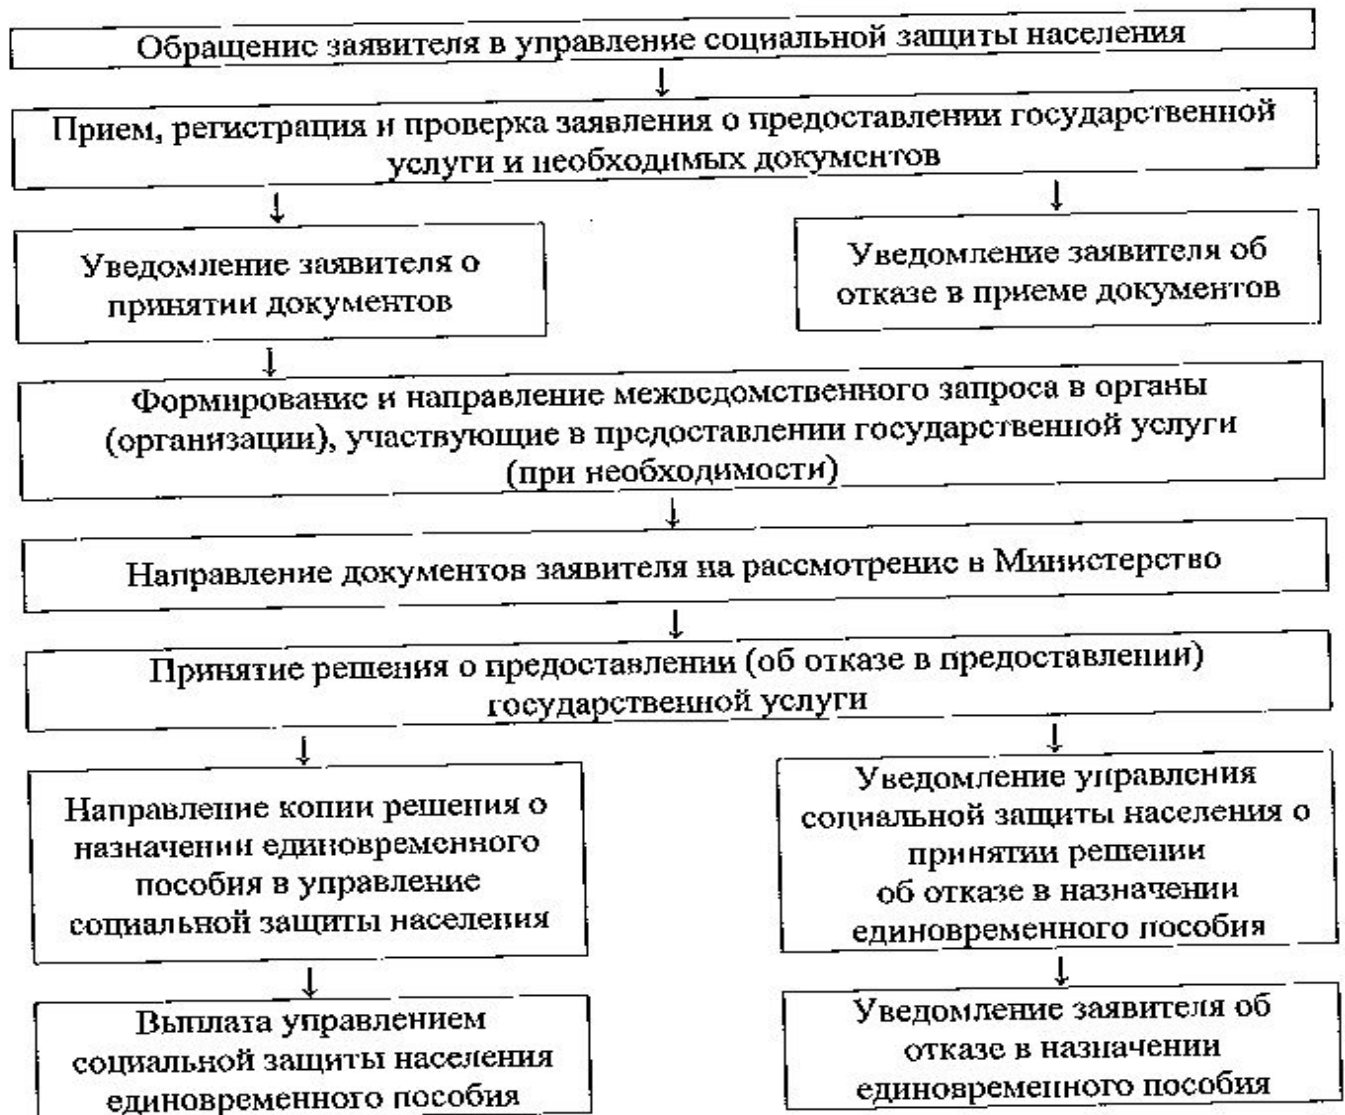 Обращение заявителя в управление социальной защиты населения
Прием, регистрация и проверка заявления о предоставлении государственной
услуги и необходимых документов
Уведомление заявителя о
принятии документов
Уведомление заявителя об
отказе в приеме документов
Формирование и направление межведомственного запроса в органы
(организации), участвующие в предоставлении государственной услуги
(при необходимости)
Направление документов заявителя на рассмотрение в Министерство
Принятие решения о предоставлении (об отказе в предоставлении)
государственной услуги
Направление копии решения о
назначении единовременного
пособия в управление
социальной защиты населения
Уведомление управления
социальной защиты населения о
принятии решении
об отказе в назначении
единовременного пособия
Выплата управлением
социальной защиты населения
единовременного пособия
Уведомление заявителя об
отказе в назначении
единовременного пособия